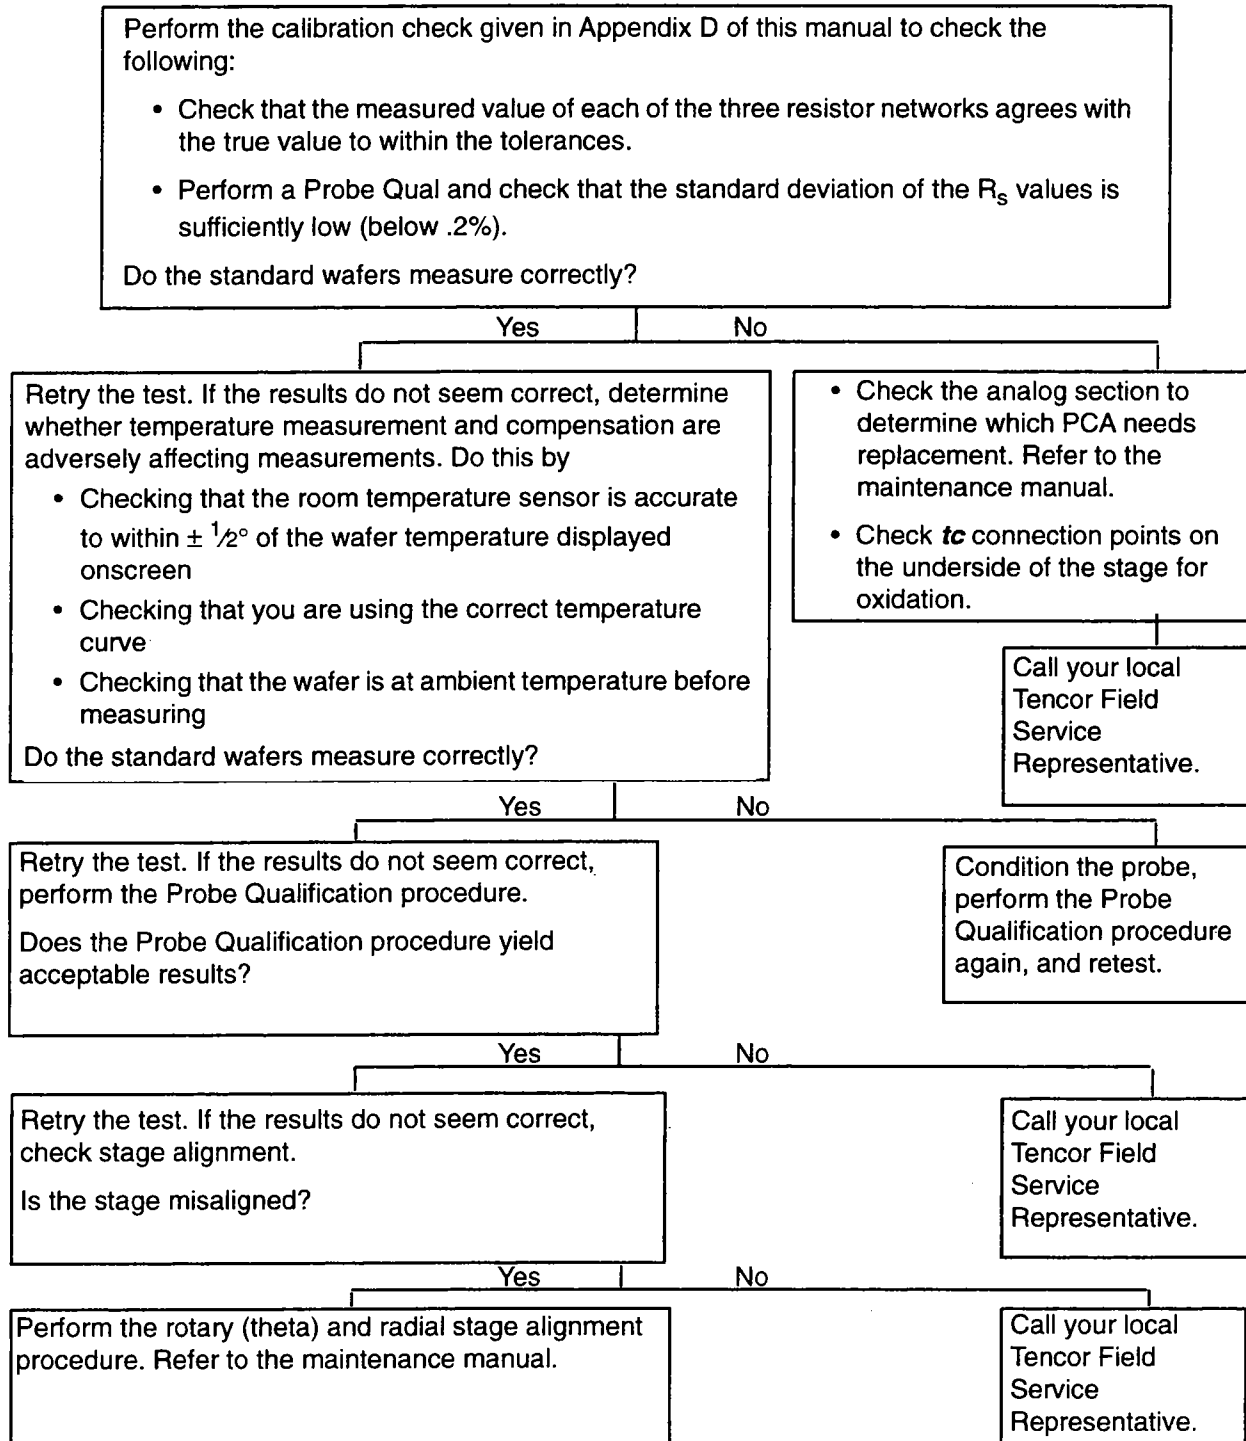 Perform the calibration check given in Appendix D of this manual to check the
following:
• Check that the measured value of each of the three resistor networks agrees with
the true value to within the tolerances.
• Perform a Probe Qual and check that the standard deviation of the Rs values is
sufficiently low (below .2%).
Do the standard wafers measure correctly?
Yes No
Retry the test. If the results do not seem correct, determine
whether temperature measurement and compensation are
adversely affecting measurements. Do this by
• Checking that the room temperature sensor is accurate
to within ± 1/2° of the wafer temperature displayed
onscreen
• Checking that you are using the correct temperature
curve
• Checking that the wafer is at ambient temperature before
measuring
Do the standard wafers measure correctly?
• Check the analog section to
determine which PCA needs
replacement. Refer to the
maintenance manual.
• Check tc connection points on
the underside of the stage for
oxidation.
Call your local
Tencor Field
Service
Representative.
Yes No
Retry the test. If the results do not seem correct,
perform the Probe Qualification procedure.
Does the Probe Qualification procedure yield
acceptable results?
Condition the probe,
perform the Probe
Qualification procedure
again, and retest.
Yes No
Retry the test. If the results do not seem correct,
check stage alignment.
Is the stage misaligned?
Call your local
Tencor Field
Service
Representative.
Yes No
Perform the rotary (theta) and radial stage alignment
procedure. Refer to the maintenance manual.
Call your local
Tencor Field
Service
Representative.